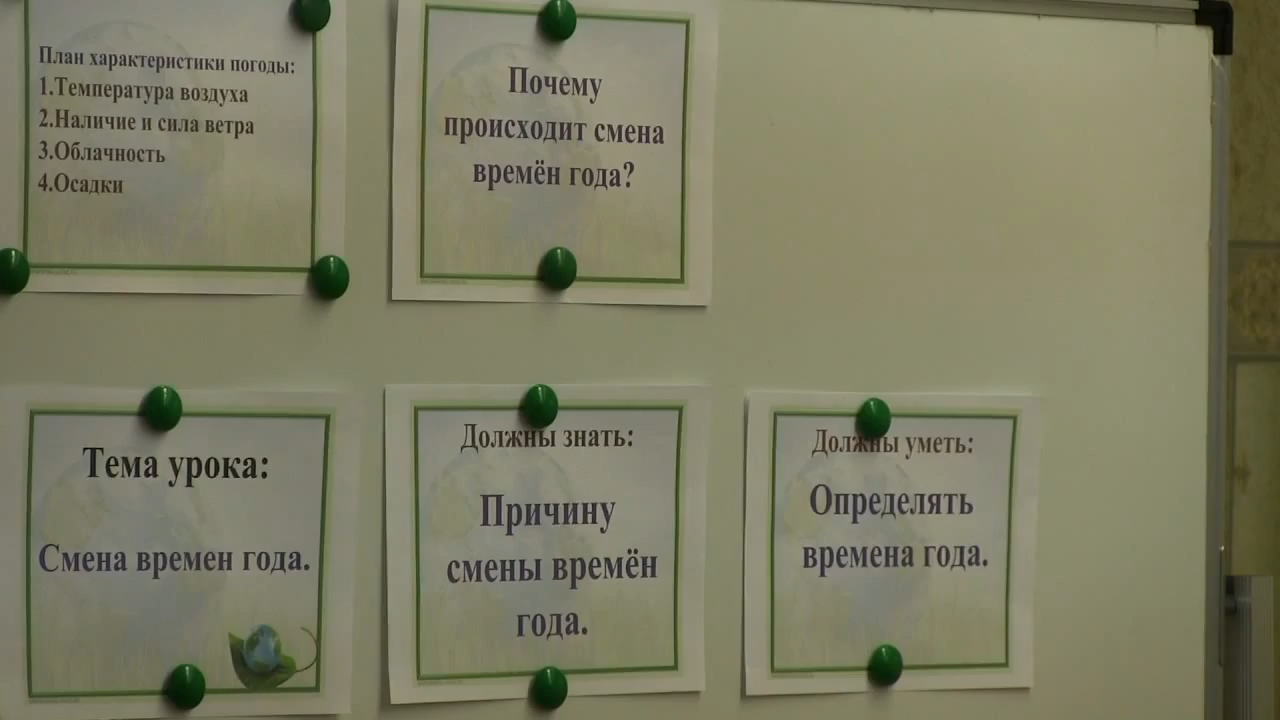 План характеристики погоды:
1.Температура воздуха
2.Наличие и сила ветра
3.Облачность
4.Осадки
Почему
происходит смена
времён года?
Тема урока:
Смена времен года.
Должны знать:
Причину
смены времён
года.
Должны уметь:
Определять
времена года.